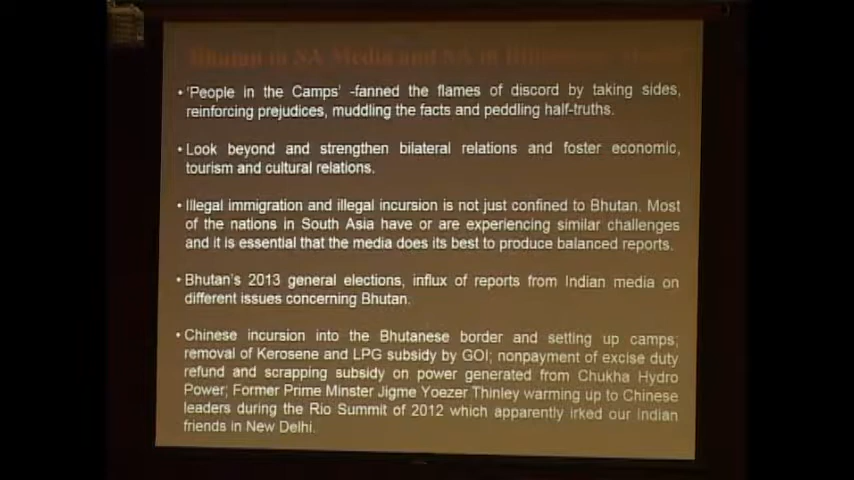 Bhutan in SA Media and SA in
• 'People in the Camps' -fanned the flames of discord by taking sides,
reinforcing prejudices, muddling the facts and peddling half-truths.
• Look beyond and strengthen bilateral relations and foster economic,
tourism and cultural relations.
• Illegal immigration and illegal incursion is not just confined to Bhutan. Most
of the nations in South Asia have or are experiencing similar challenges
and it is essential that the media does its best to produce balanced reports.
• Bhutan's 2013 general elections, influx of reports from Indian media on
different issues concerning Bhutan.
• Chinese incursion into the Bhutanese border and setting up camps;
removal of Kerosene and LPG subsidy by GOI; nonpayment of excise duty
refund and scrapping subsidy on power generated from Chukha Hydro
Power; Former Prime Minster Jigme Yoezer Thinley warming up to Chinese
leaders during the Rio Summit of 2012 which apparently irked our Indian
friends in New Delhi.